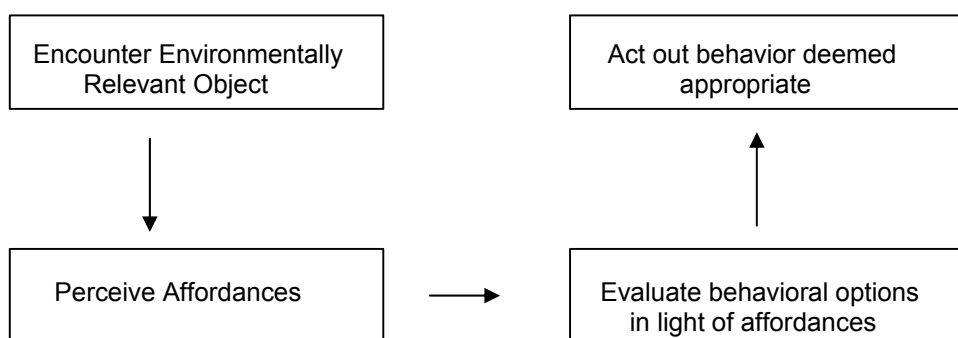 Encounter Environmentally
Relevant Object
Perceive Affordances
Evaluate behavioral options
in light of affordances
Act out behavior deemed
appropriate